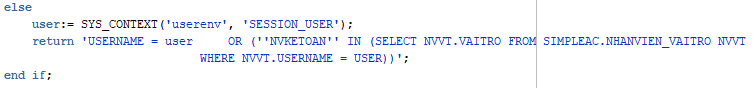 else
user:= SYS_CONTEXT('userenv', 'SESSION_USER');
return 'USERNAME = user OR (''NVKETOAN'' IN (SELECT NVVT.VAITRO FROM SIMPLEAC.NHANVIEN_VAITRO NVVT
WHERE NVVT.USERNAME = USER))';
end if;